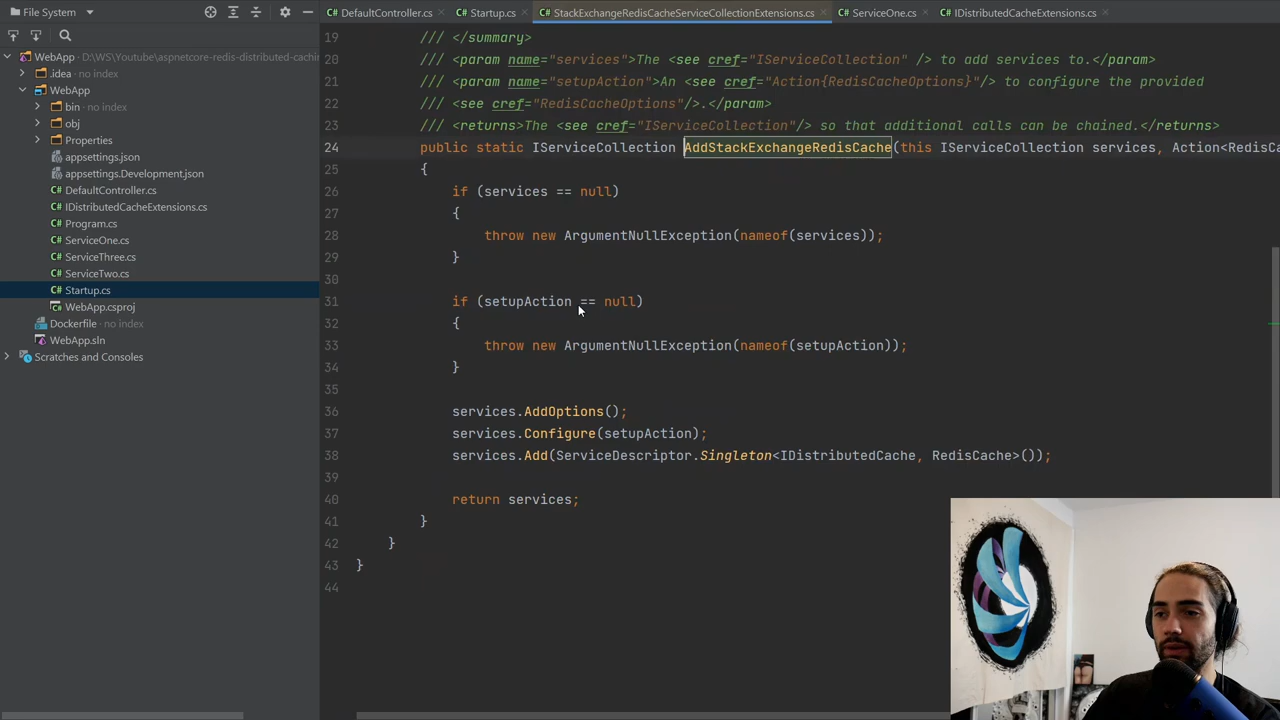 File System
DefaultController.cs
Startup.cs
StackExchangeRedisCacheServiceCollectionExtensions.cs
ServiceOne.cs
IDistributedCacheExtensions.cs
WebApp D:\WS\Youtube\aspnetcore-redis-distributed-cachin
.idea no index
WebApp
bin no index
obj
Properties
appsettings.json
appsettings.Development.json
DefaultController.cs
IDistributedCacheExtensions.cs
Program.cs
ServiceOne.cs
ServiceThree.cs
ServiceTwo.cs
Startup.cs
WebApp.csproj
Dockerfile no index
WebApp.sln
Scratches and Consoles
19 /// </summary>
20 /// <param name="services">The <see cref="IServiceCollection" /> to add services to.</param>
21 /// <param name="setupAction">An <see cref="Action{RedisCacheOptions}"/> to configure the provided
22 /// <see cref="RedisCacheOptions"/>.</param>
23 /// <returns>The <see cref="IServiceCollection"/> so that additional calls can be chained.</returns>
24 public static IServiceCollection AddStackExchangeRedisCache(this IServiceCollection services, Action<RedisCa
25 {
26 if (services == null)
27 {
28 throw new ArgumentNullException(nameof(services));
29 }
30
31 if (setupAction == null)
32 {
33 throw new ArgumentNullException(nameof(setupAction));
34 }
35
36 services.AddOptions();
37 services.Configure(setupAction);
38 services.Add(ServiceDescriptor.Singleton<IDistributedCache, RedisCache>());
39
40 return services;
41 }
42 }
43 }
44